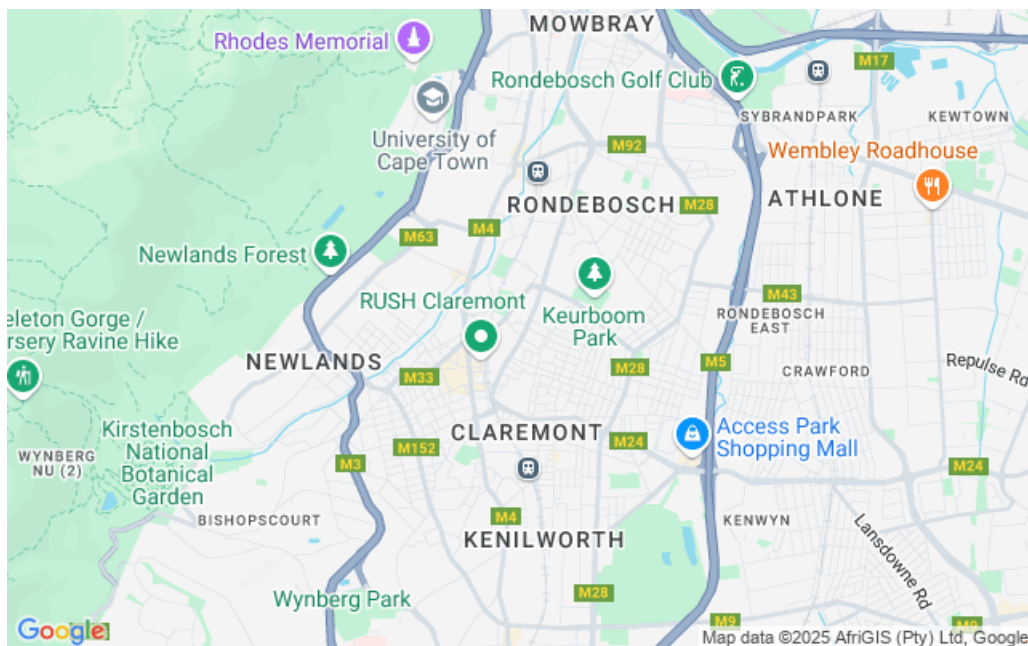 MOWBRAY
Rhodes Memorial
Rondebosch Golf Club
M17
SYBRANDPARK
KEWTOWN
University of
Cape Town
M92
Wembley Roadhouse
RONDEBOSCH
M28
ATHLONE
M63
M4
Newlands Forest
RUSH Claremont
Keurboom
Park
M43
RONDEBOSCH
EAST
eleton Gorge /
rsery Ravine Hike
NEWLANDS
M33
M28
M5
CRAWFORD
Repulse Rd
Kirstenbosch
National
Botanical
Garden
WYNBERG
NU (2)
M152
M3
CLAREMONT
M24
Access Park
Shopping Mall
M24
BISHOPSCOURT
M4
KENILWORTH
KENWYN
Lansdowne Rd
Wynberg Park
M28
M9
M9
Google
Map data ©2025 AfriGIS (Pty) Ltd, Google